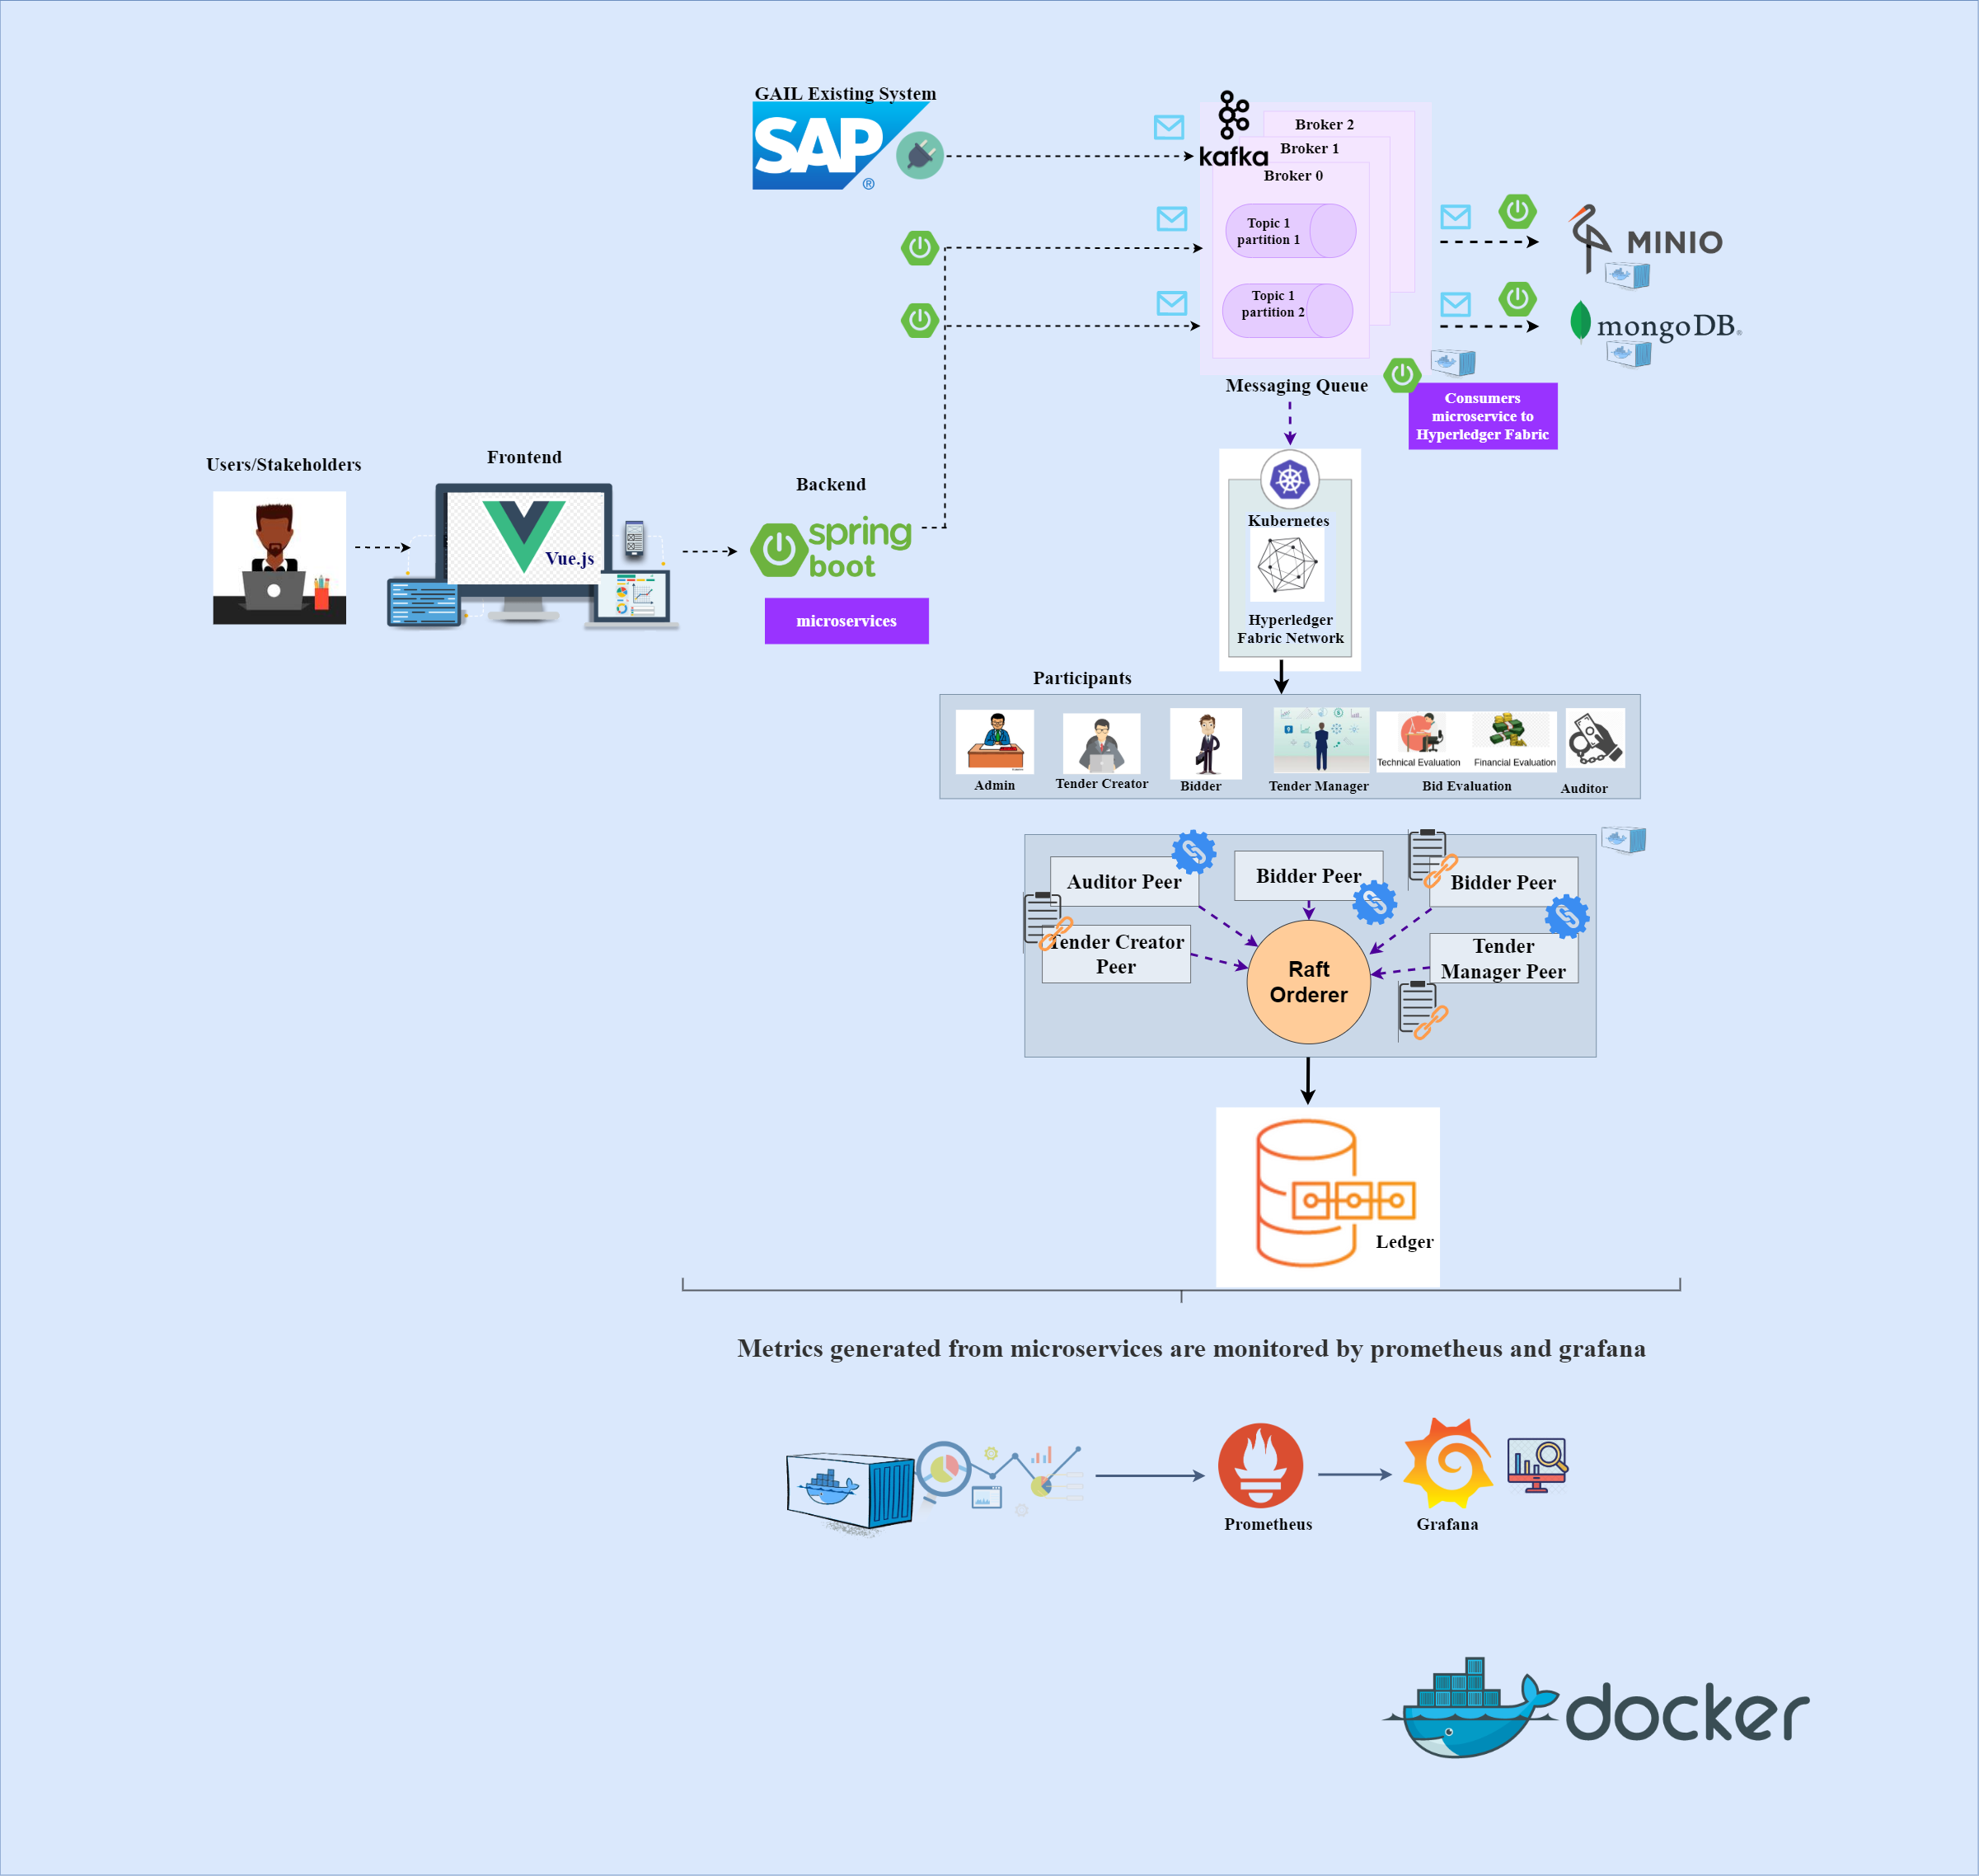 GAIL Existing System
SAP
®
kafka
Broker 2
Broker 1
Broker 0
Topic 1
partition 1
Topic 1
partition 2
Messaging Queue
MINIO
mongoDB®
Consumers
microservice to
Hyperledger Fabric
Users/Stakeholders
Frontend
Vue.js
Backend
spring
boot
microservices
Kubernetes
Hyperledger
Fabric Network
Participants
Admin
Tender Creator
Bidder
Tender Manager
Technical Evaluation
Financial Evaluation
Bid Evaluation
Auditor
Auditor Peer
Bidder Peer
Bidder Peer
Tender Creator
Peer
Tender
Manager Peer
Raft
Orderer
Ledger
Metrics generated from microservices are monitored by prometheus and grafana
Prometheus
Grafana
docker